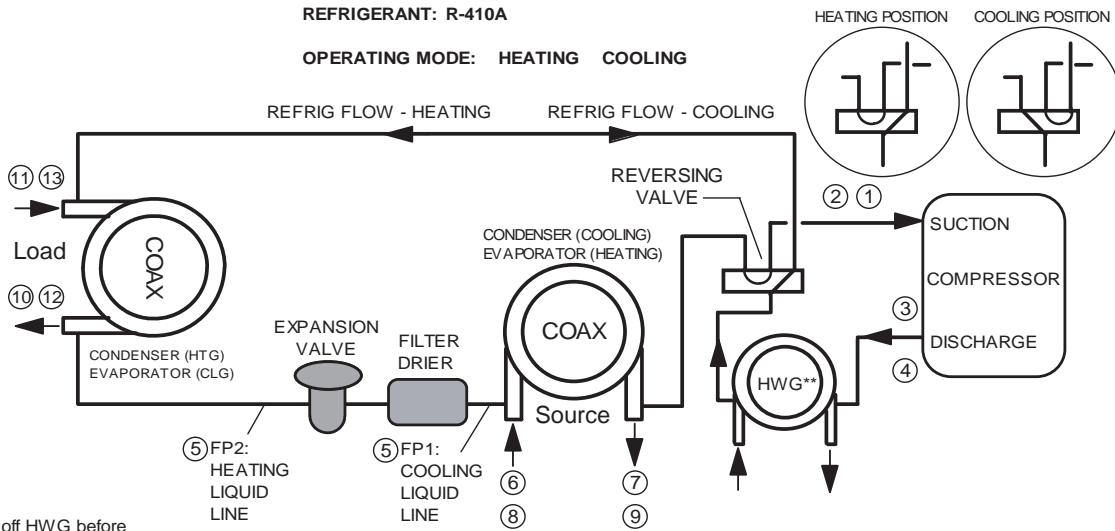 REFRIGERANT: R-410A
HEATING POSITION COOLING POSITION
OPERATING MODE: HEATING COOLING
REFRIG FLOW - HEATING REFRIG FLOW - COOLING
⑪ ⑬
Load
⑩ ⑫
COAX
CONDENSER (HTG)
EVAPORATOR (CLG)
REVERSING
VALVE
② ①
SUCTION
COMPRESSOR
③
DISCHARGE
④
CONDENSER (COOLING)
EVAPORATOR (HEATING)
COAX
Source
EXPANSION
VALVE
FILTER
DRIER
HWG**
⑤ FP2:
HEATING
LIQUID
LINE
⑤ FP1:
COOLING
LIQUID
LINE
⑥ ⑦
⑧ ⑨
off HWG before